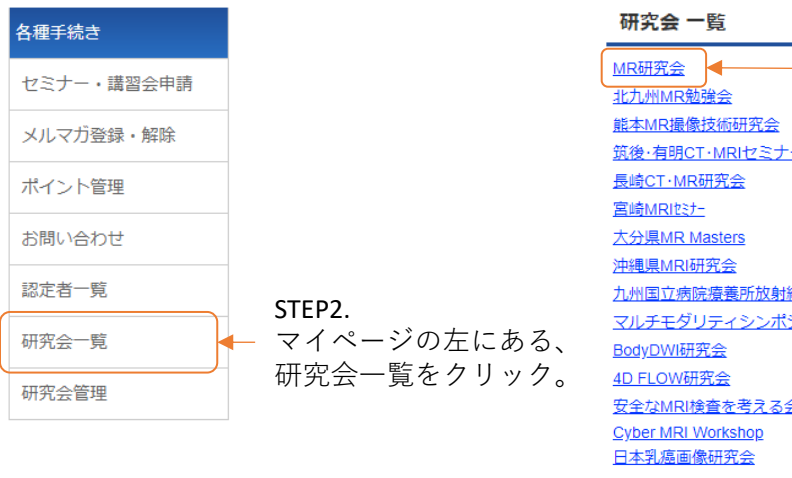 各種手続き
セミナー・講習会申請
メルマガ登録・解除
ポイント管理
お問い合わせ
認定者一覧
研究会一覧
研究会管理
STEP2.
マイページの左にある、
研究会一覧をクリック。
研究会 一覧
MR研究会
北九州MR勉強会
熊本MR撮像技術研究会
筑後·有明CT·MRIセミナ
長崎CT·MR研究会
宮崎MRIｾﾐﾅｰ
大分県MR Masters
沖縄県MRI研究会
九州国立病院療養所放射
マルチモダリティシンポ
BodyDWI研究会
4D FLOW研究会
安全なMRI検査を考える会
Cyber MRI Workshop
日本乳癌画像研究会